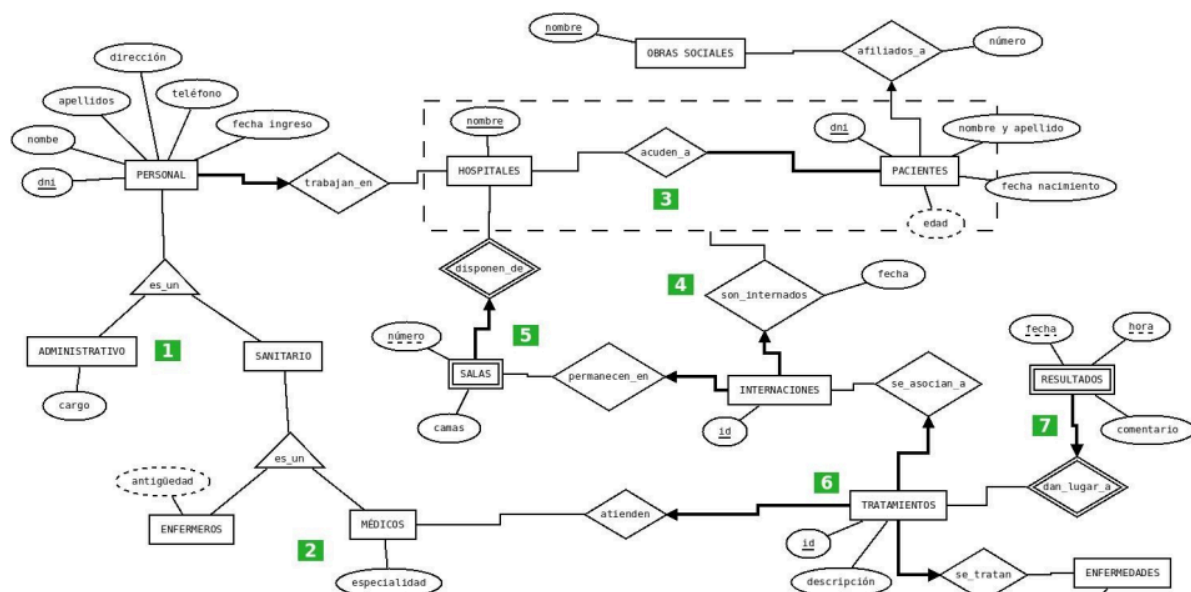 nombre
OBRAS SOCIALES
afiliados_a
número
dirección
apellidos
teléfono
nombe
fecha ingreso
dni
PERSONAL
trabajan_en
nombre
HOSPITALES
acuden_a
3
dni
nombre y apellido
PACIENTES
fecha nacimiento
edad
es_un
disponen_de
4
son_internados
fecha
ADMINISTRATIVO
1
SANITARIO
cargo
número
5
SALAS
camas
permanecen_en
INTERNACIONES
id
se_asocian_a
fecha
hora
RESULTADOS
7
comentario
es_un
antigüedad
ENFERMEROS
2
MÉDICOS
especialidad
atienden
6
TRATAMIENTOS
id
descripción
dan_lugar_a
se_tratan
ENFERMEDADES